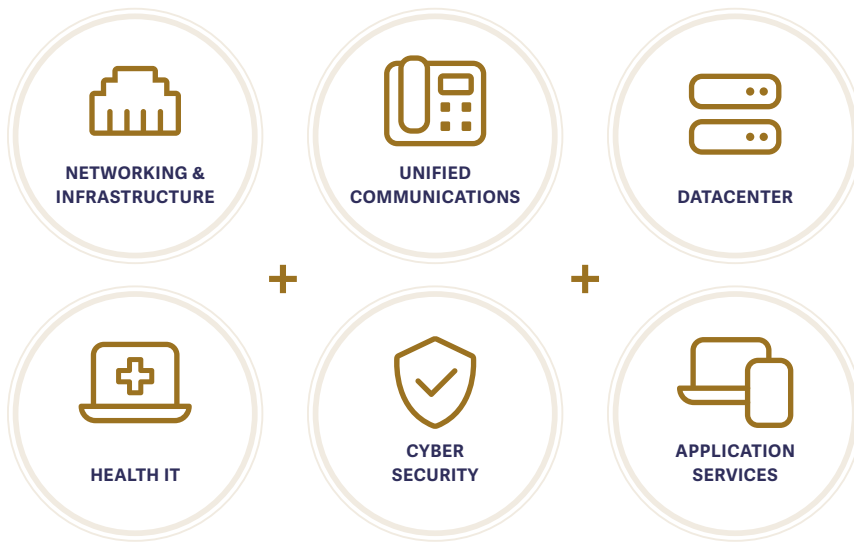 NETWORKING &
INFRASTRUCTURE
UNIFIED
COMMUNICATIONS
DATACENTER
HEALTH IT
CYBER
SECURITY
APPLICATION
SERVICES